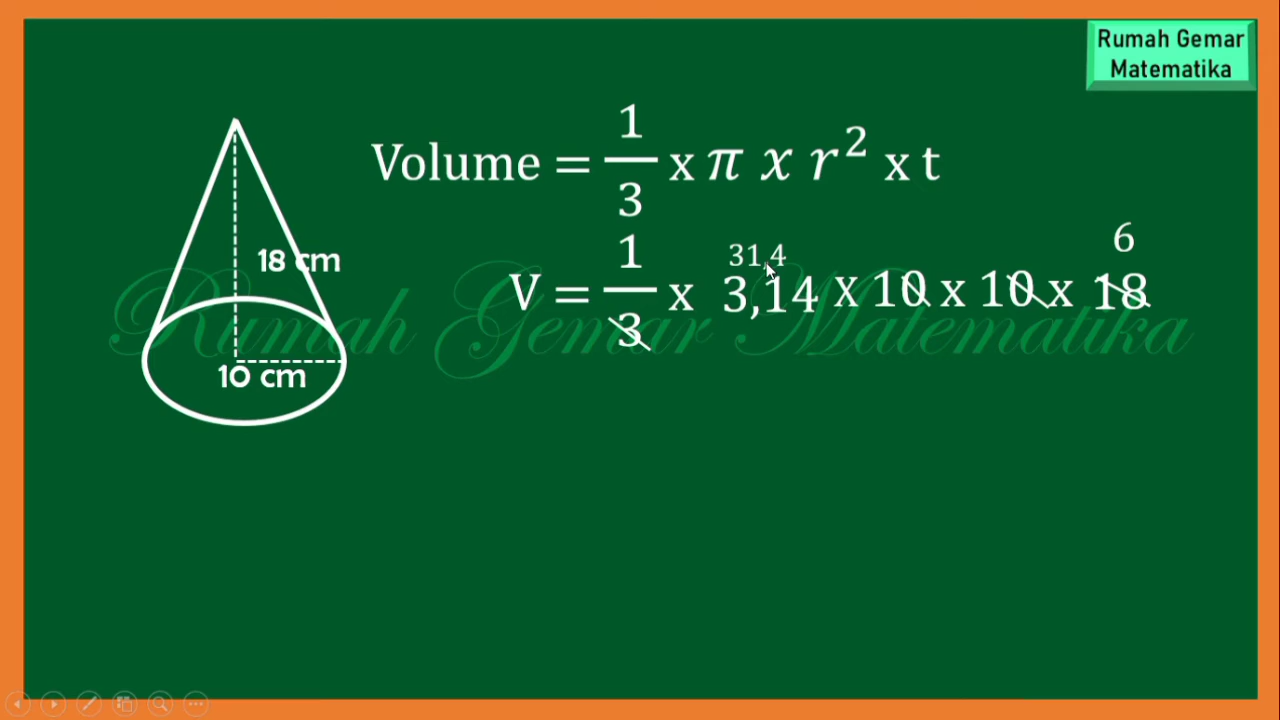 Rumah Gemar
Matematika
Volume = 1/3 x π x r² x t
31,4 6
V = 1/3 x 3,14 x 10 x 10 x 18
18 cm
10 cm
Rumah Gemar Matematika